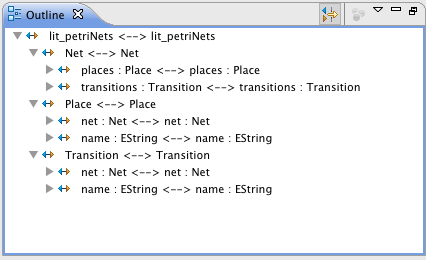 Outline
lit_petriNets <--> lit_petriNets
Net <--> Net
places : Place <--> places : Place
transitions : Transition <--> transitions : Transition
Place <--> Place
net : Net <--> net : Net
name : EString <--> name : EString
Transition <--> Transition
net : Net <--> net : Net
name : EString <--> name : EString